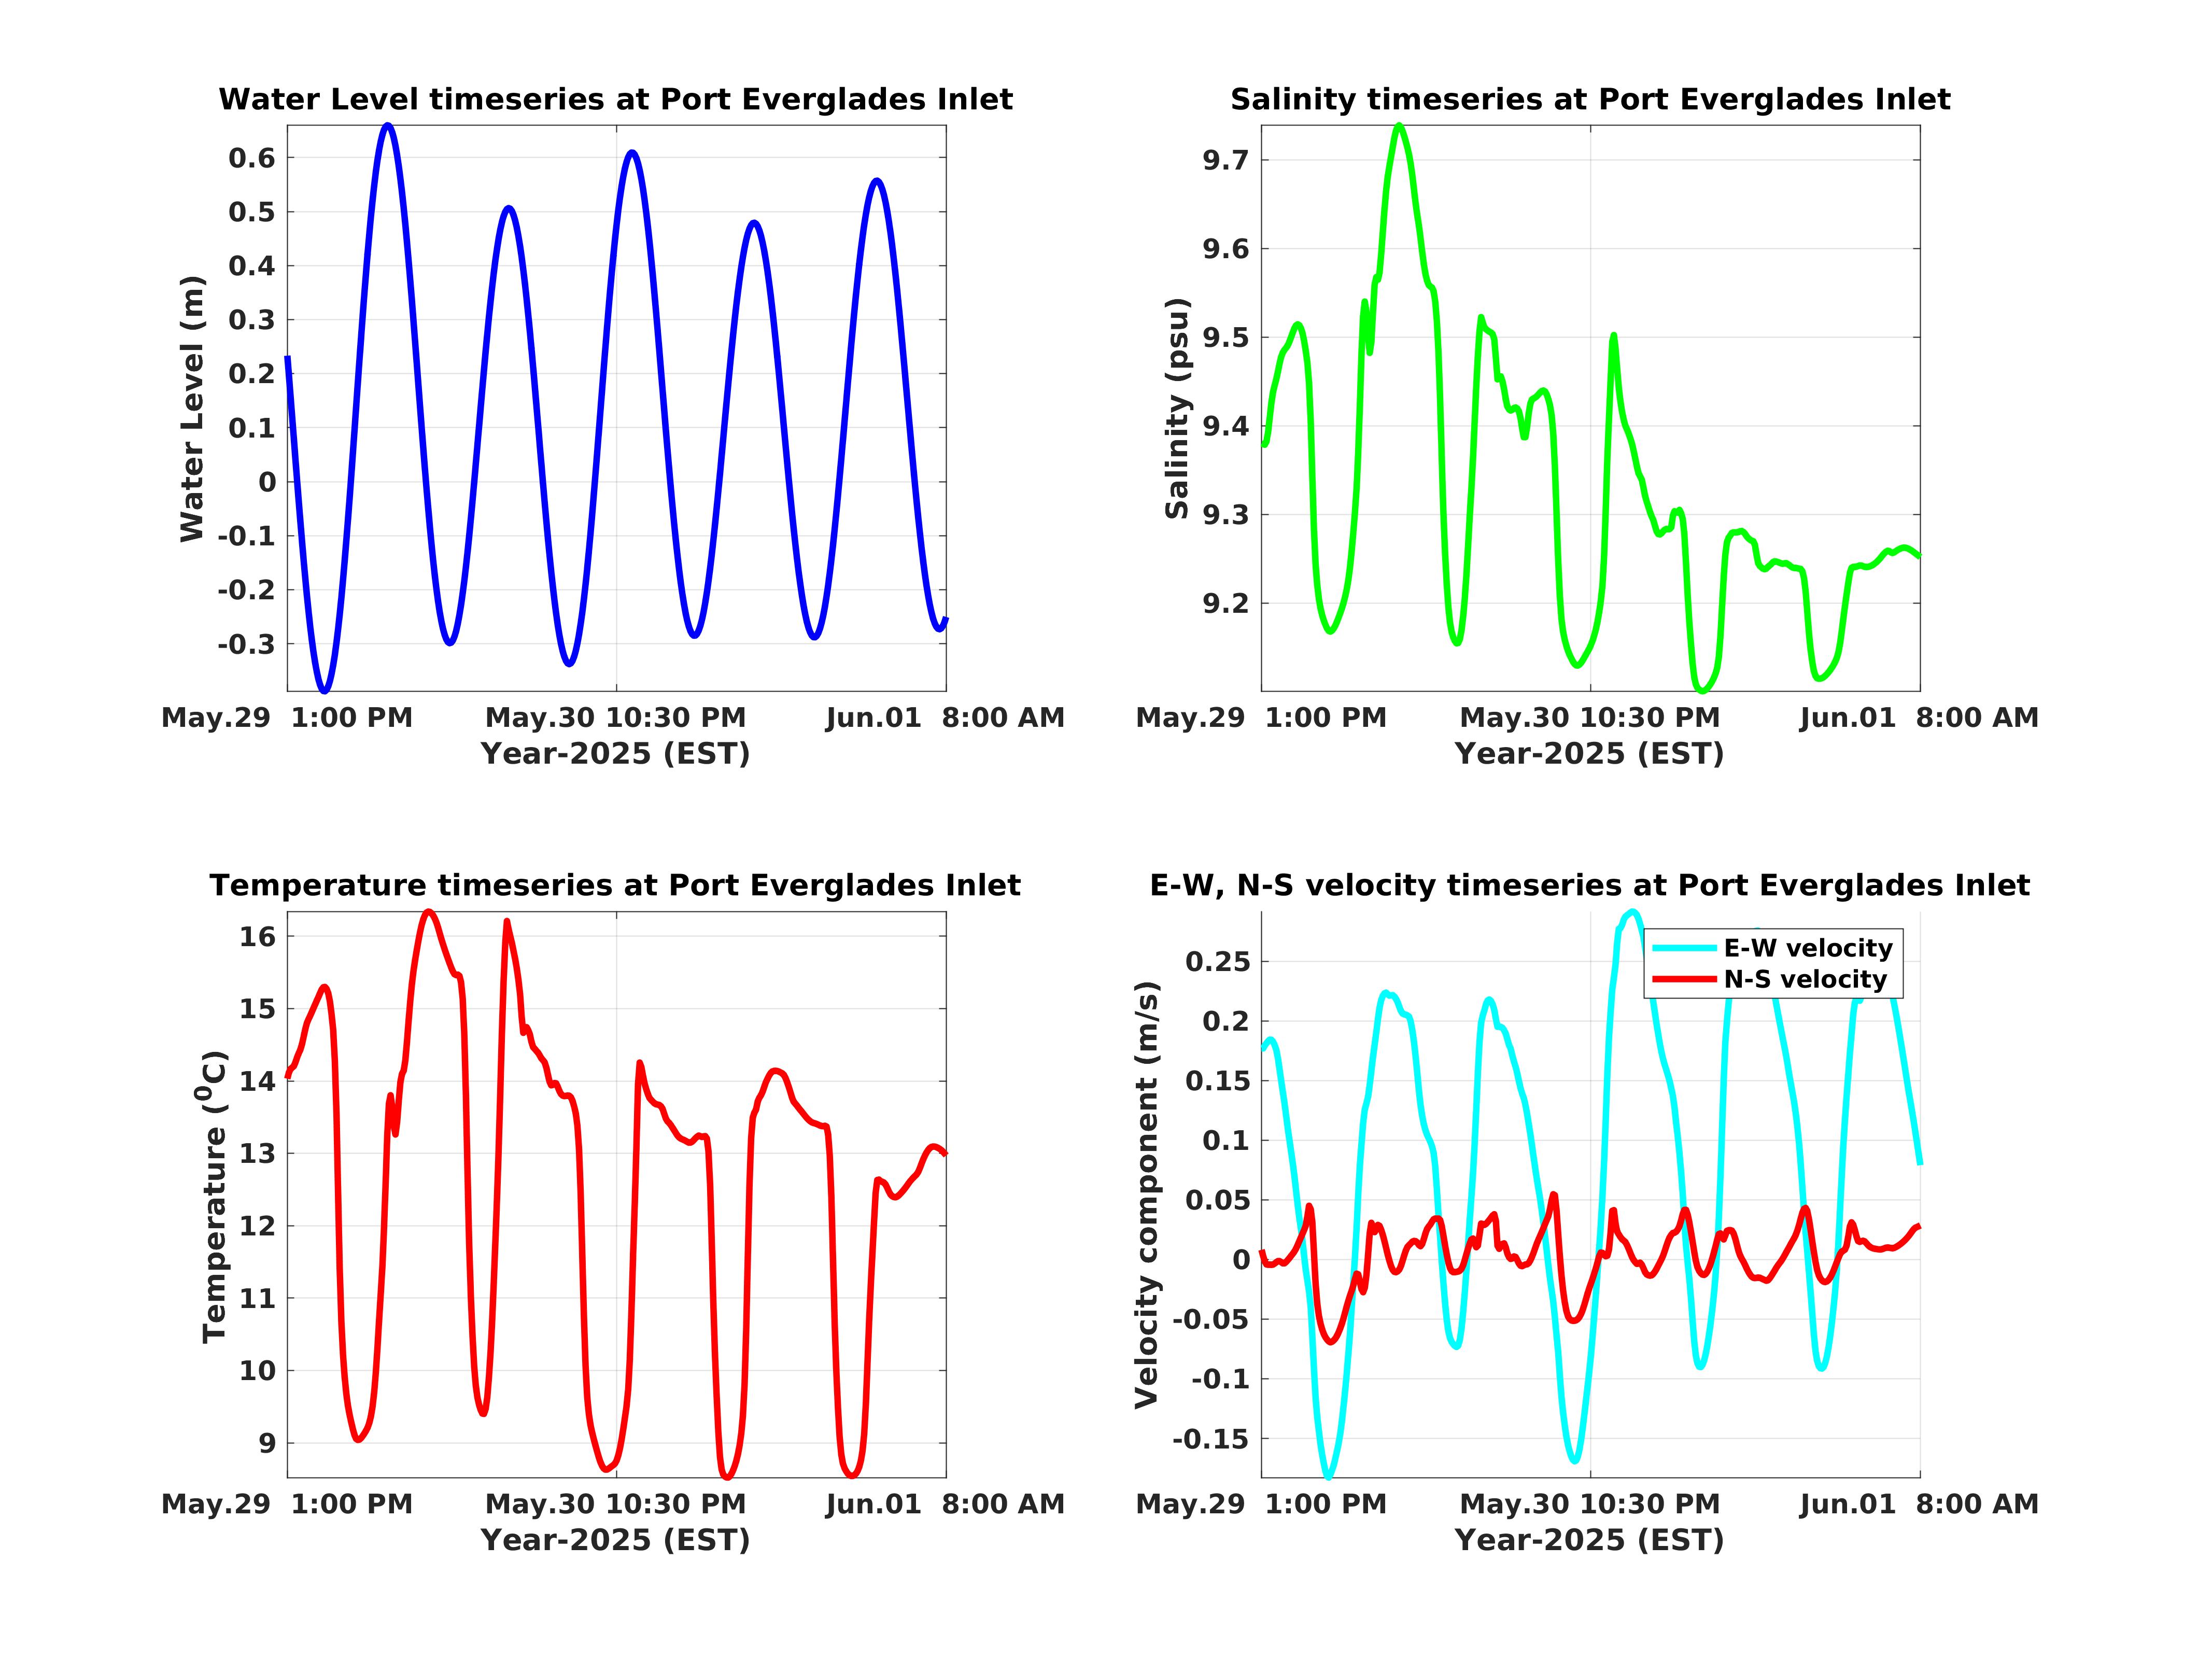 Water Level timeseries at Port Everglades Inlet
Water Level (m)
0.6
0.5
0.4
0.3
0.2
0.1
0
-0.1
-0.2
-0.3
May.29 1:00 PM May.30 10:30 PM Jun.01 8:00 AM
Year-2025 (EST)
Salinity timeseries at Port Everglades Inlet
Salinity (psu)
9.7
9.6
9.5
9.4
9.3
9.2
May.29 1:00 PM May.30 10:30 PM Jun.01 8:00 AM
Year-2025 (EST)
Temperature timeseries at Port Everglades Inlet
Temperature (⁰C)
16
15
14
13
12
11
10
9
May.29 1:00 PM May.30 10:30 PM Jun.01 8:00 AM
Year-2025 (EST)
E-W, N-S velocity timeseries at Port Everglades Inlet
Velocity component (m/s)
0.25
0.2
0.15
0.1
0.05
0
-0.05
-0.1
-0.15
E-W velocity
N-S velocity
May.29 1:00 PM May.30 10:30 PM Jun.01 8:00 AM
Year-2025 (EST)